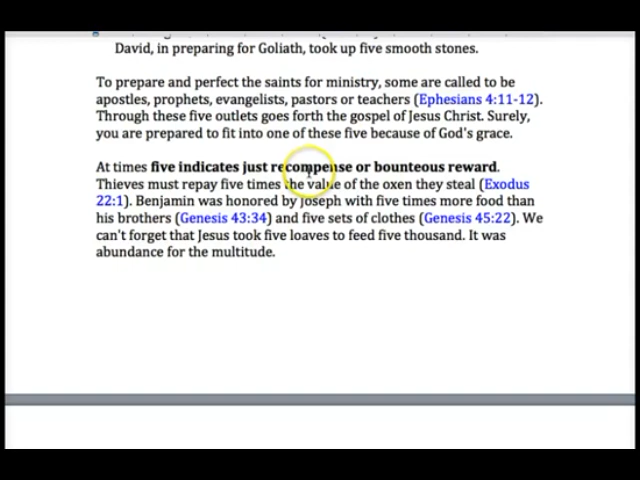 David, in preparing for Goliath, took up five smooth stones.
To prepare and perfect the saints for ministry, some are called to be
apostles, prophets, evangelists, pastors or teachers (Ephesians 4:11-12).
Through these five outlets goes forth the gospel of Jesus Christ. Surely,
you are prepared to fit into one of these five because of God's grace.
At times five indicates just recompense or bounteous reward.
Thieves must repay five times the value of the oxen they steal (Exodus
22:1). Benjamin was honored by Joseph with five times more food than
his brothers (Genesis 43:34) and five sets of clothes (Genesis 45:22). We
can't forget that Jesus took five loaves to feed five thousand. It was
abundance for the multitude.